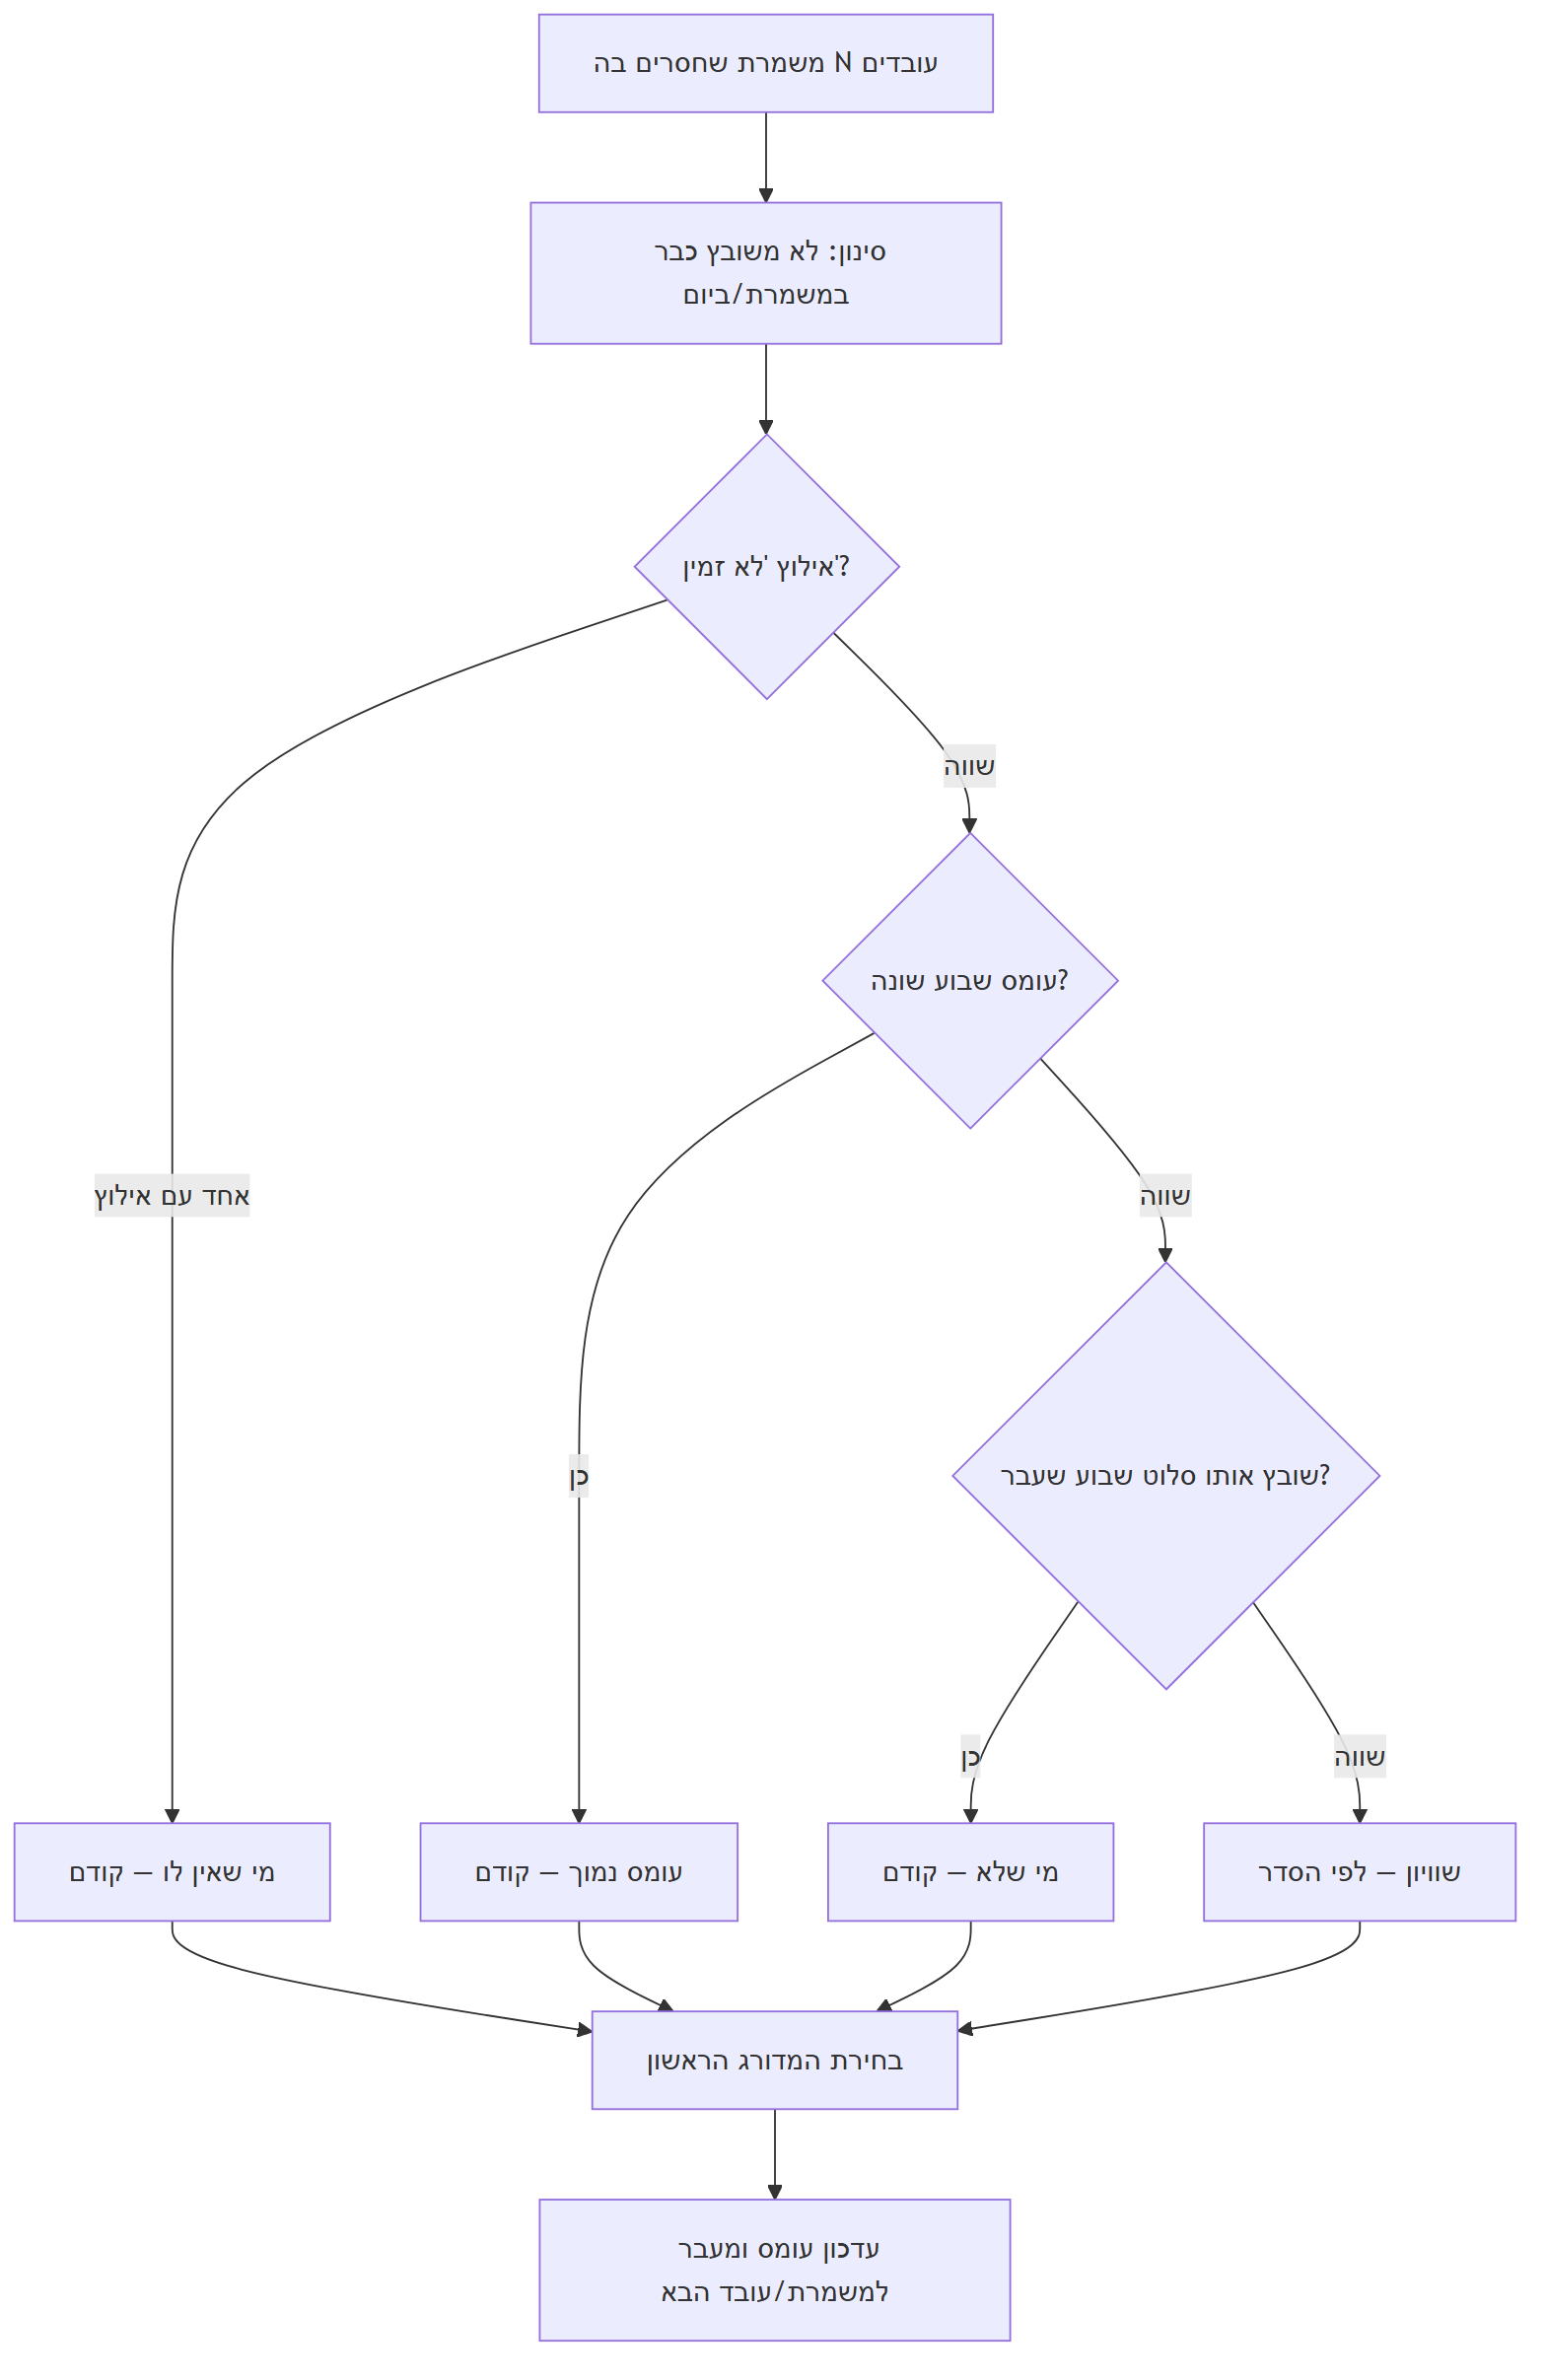 משמרת שחסרים בה N עובדים
סינון: לא משובץ כבר
במשמרת/ביום
אילוץ 'לא זמין'?
שווה
עומס שבוע שונה?
אחד עם אילוץ
שווה
כן
שובץ אותו סלוט שבוע שעבר?
כן
שווה
מי שאין לו – קודם
עומס נמוך – קודם
מי שלא – קודם
שוויון – לפי הסדר
בחירת המדורג הראשון
עדכון עומס ומעבר
למשמרת/עובד הבא